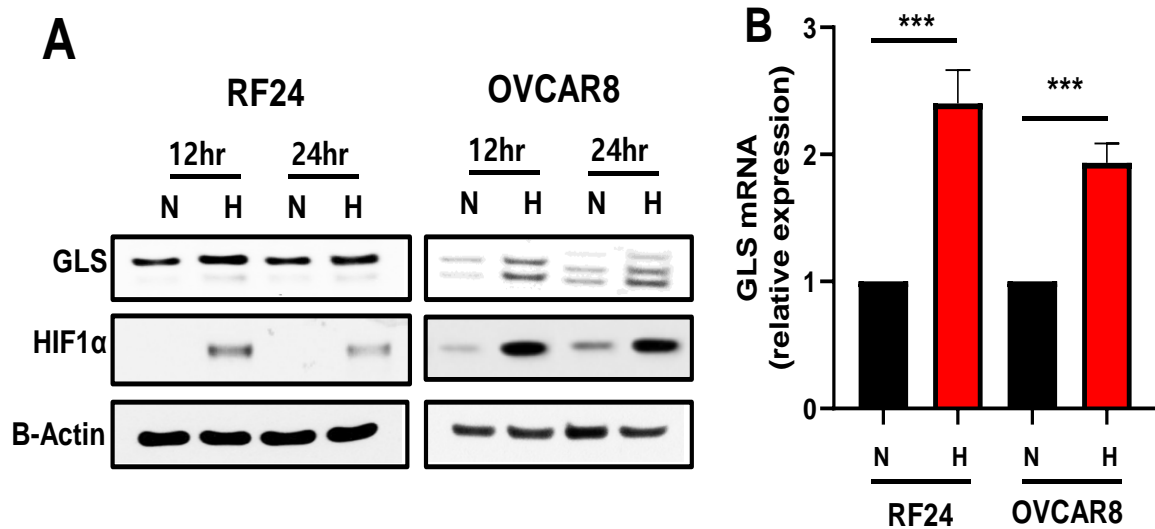 A
RF24 OVCAR8
12hr 24hr 12hr 24hr
N H N H N H N H
GLS
HIF1α
B-Actin
B
GLS mRNA
(relative expression)
3
2
1
0
*** ***
N H N H
RF24 OVCAR8